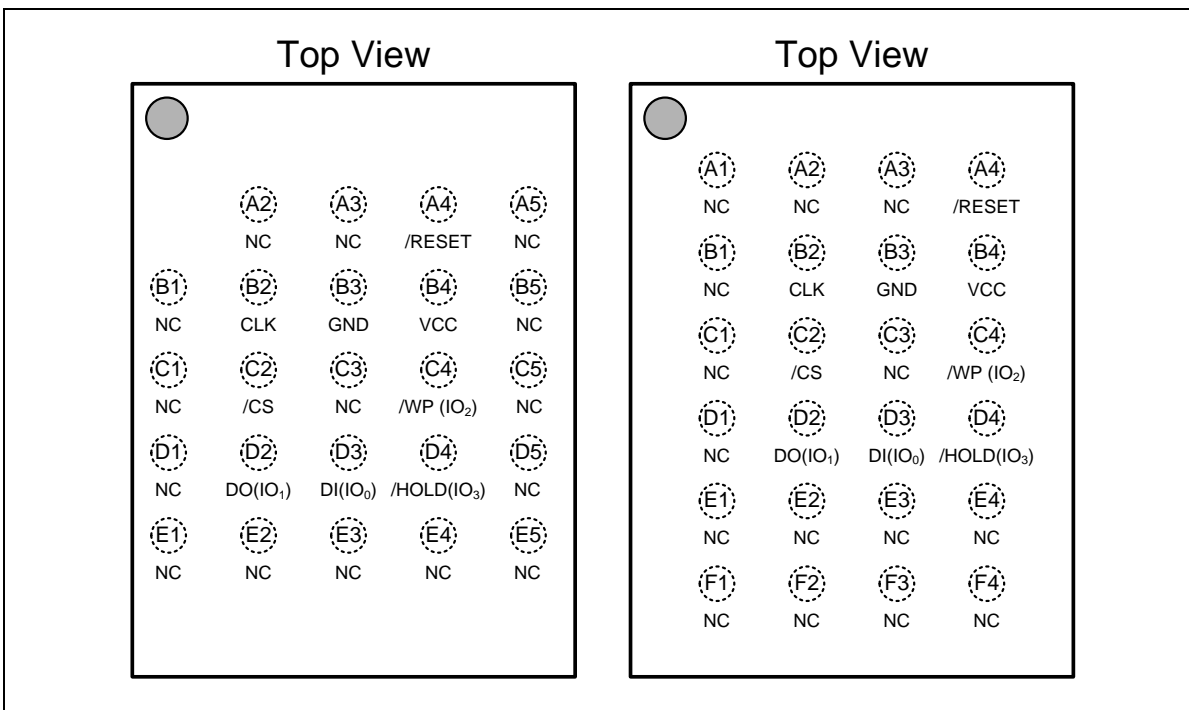 Top View
A2 A3 A4 A5
NC NC /RESET NC
B1 B2 B3 B4 B5
NC CLK GND VCC NC
C1 C2 C3 C4 C5
NC /CS NC /WP (IO₂) NC
D1 D2 D3 D4 D5
NC DO(IO₁) DI(IO₀) /HOLD(IO₃) NC
E1 E2 E3 E4 E5
NC NC NC NC NC
Top View
A1 A2 A3 A4
NC NC NC /RESET
B1 B2 B3 B4
NC CLK GND VCC
C1 C2 C3 C4
NC /CS NC /WP (IO₂)
D1 D2 D3 D4
NC DO(IO₁) DI(IO₀) /HOLD(IO₃)
E1 E2 E3 E4
NC NC NC NC
F1 F2 F3 F4
NC NC NC NC